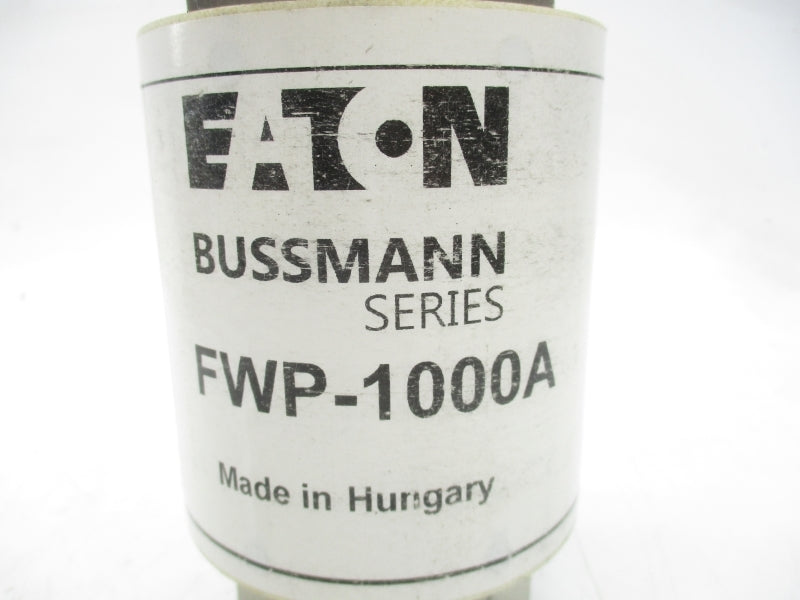 EATON
BUSSMANN
SERIES
FWP-1000A
Made in Hungary